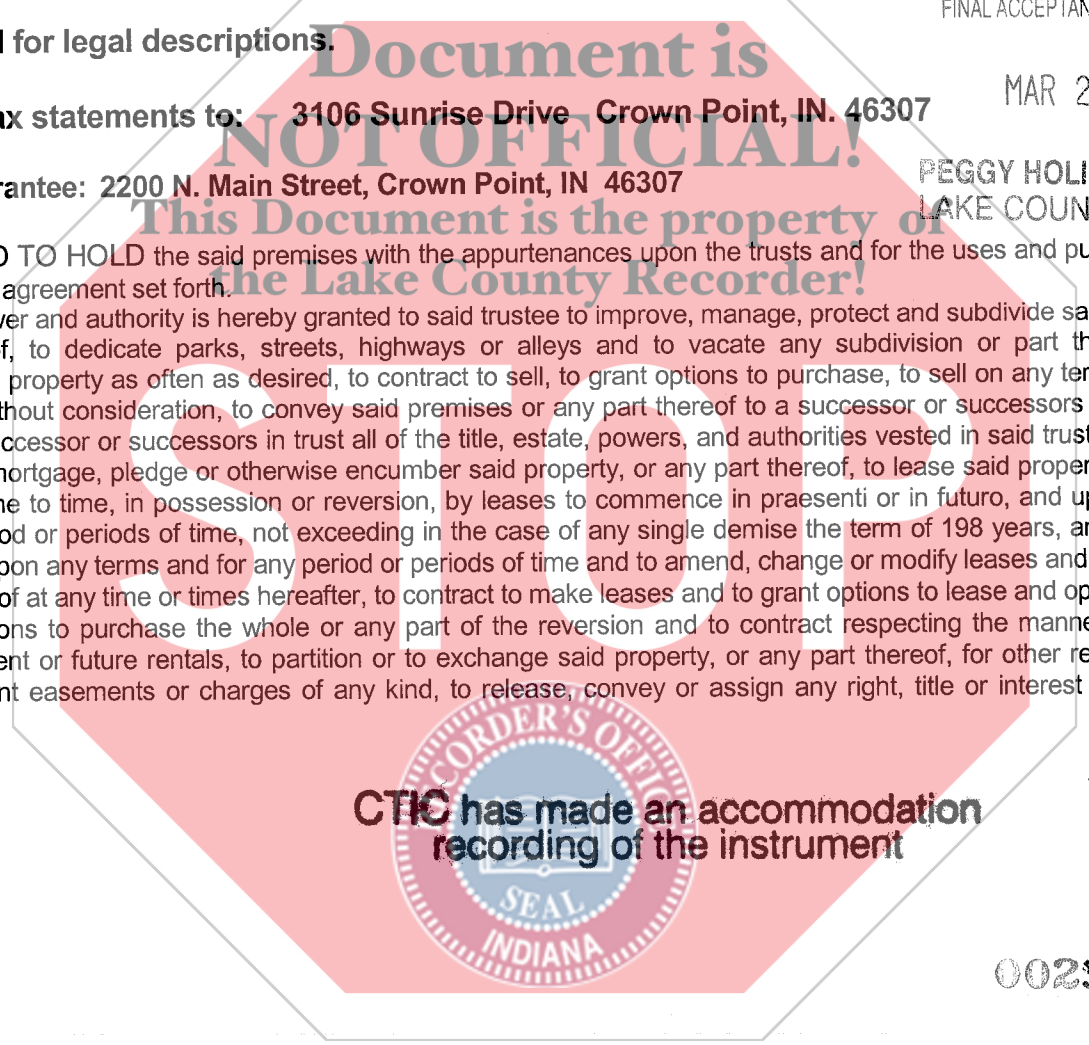 FINAL ACCEPTAN
l for legal descriptions.
Document is
MAR 2
ax statements to: 3106 Sunrise Drive Crown Point, IN. 46307
NOT OFFICIAL!
rantee: 2200 N. Main Street, Crown Point, IN 46307
PEGGY HOLI
LAKE COUN
This Document is the property of
D TO HOLD the said premises with the appurtenances upon the trusts and for the uses and pu
agreement set forth.
the Lake County Recorder!
ver and authority is hereby granted to said trustee to improve, manage, protect and subdivide sa
f, to dedicate parks, streets, highways or alleys and to vacate any subdivision or part th
property as often as desired, to contract to sell, to grant options to purchase, to sell on any ter
thout consideration, to convey said premises or any part thereof to a successor or successors
ccessor or successors in trust all of the title, estate, powers, and authorities vested in said trust
nortgage, pledge or otherwise encumber said property, or any part thereof, to lease said proper
ne to time, in possession or reversion, by leases to commence in praesenti or in futuro, and up
od or periods of time, not exceeding in the case of any single demise the term of 198 years, an
pon any terms and for any period or periods of time and to amend, change or modify leases and
of at any time or times hereafter, to contract to make leases and to grant options to lease and op
ons to purchase the whole or any part of the reversion and to contract respecting the manne
ent or future rentals, to partition or to exchange said property, or any part thereof, for other re
nt easements or charges of any kind, to release, convey or assign any right, title or interest
STOP
RECORDER'S OFFICE
CTIC has made an accommodation
recording of the instrument
SEAL
INDIANA
002